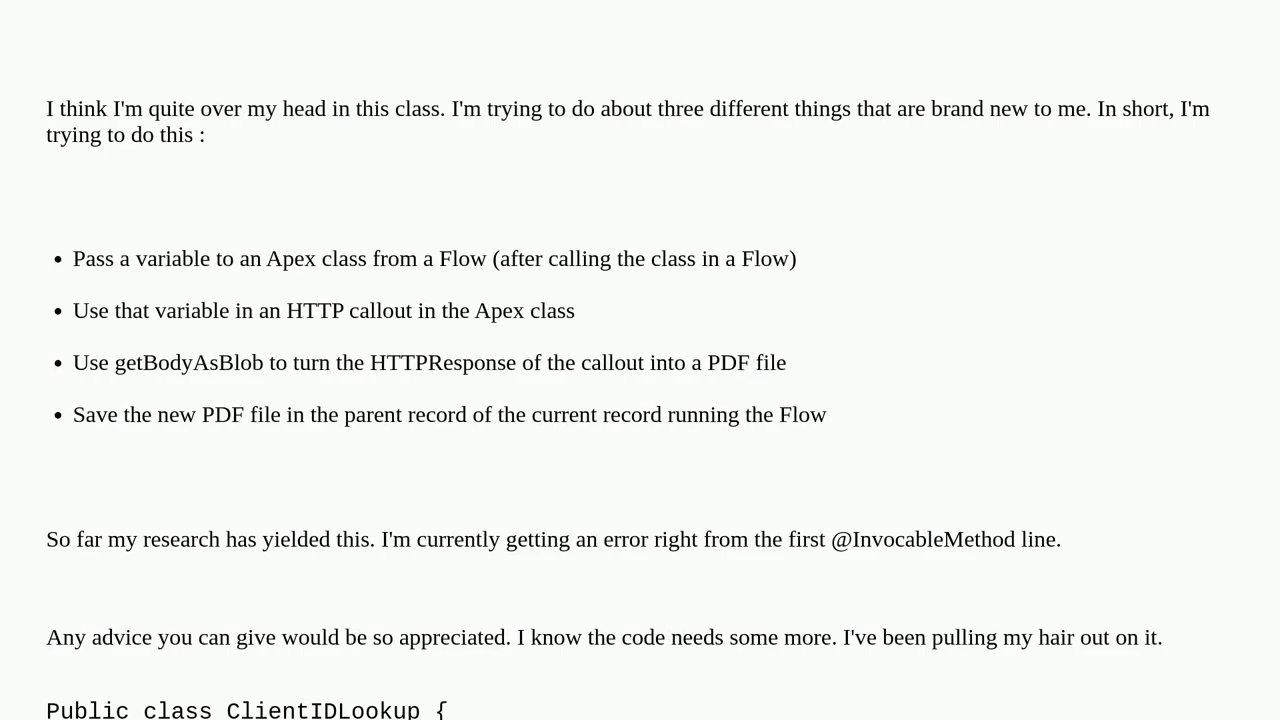 I think I'm quite over my head in this class. I'm trying to do about three different things that are brand new to me. In short, I'm
trying to do this :
• Pass a variable to an Apex class from a Flow (after calling the class in a Flow)
• Use that variable in an HTTP callout in the Apex class
• Use getBodyAsBlob to turn the HTTPResponse of the callout into a PDF file
• Save the new PDF file in the parent record of the current record running the Flow
So far my research has yielded this. I'm currently getting an error right from the first @InvocableMethod line.
Any advice you can give would be so appreciated. I know the code needs some more. I've been pulling my hair out on it.
Public class ClientIDLookup {